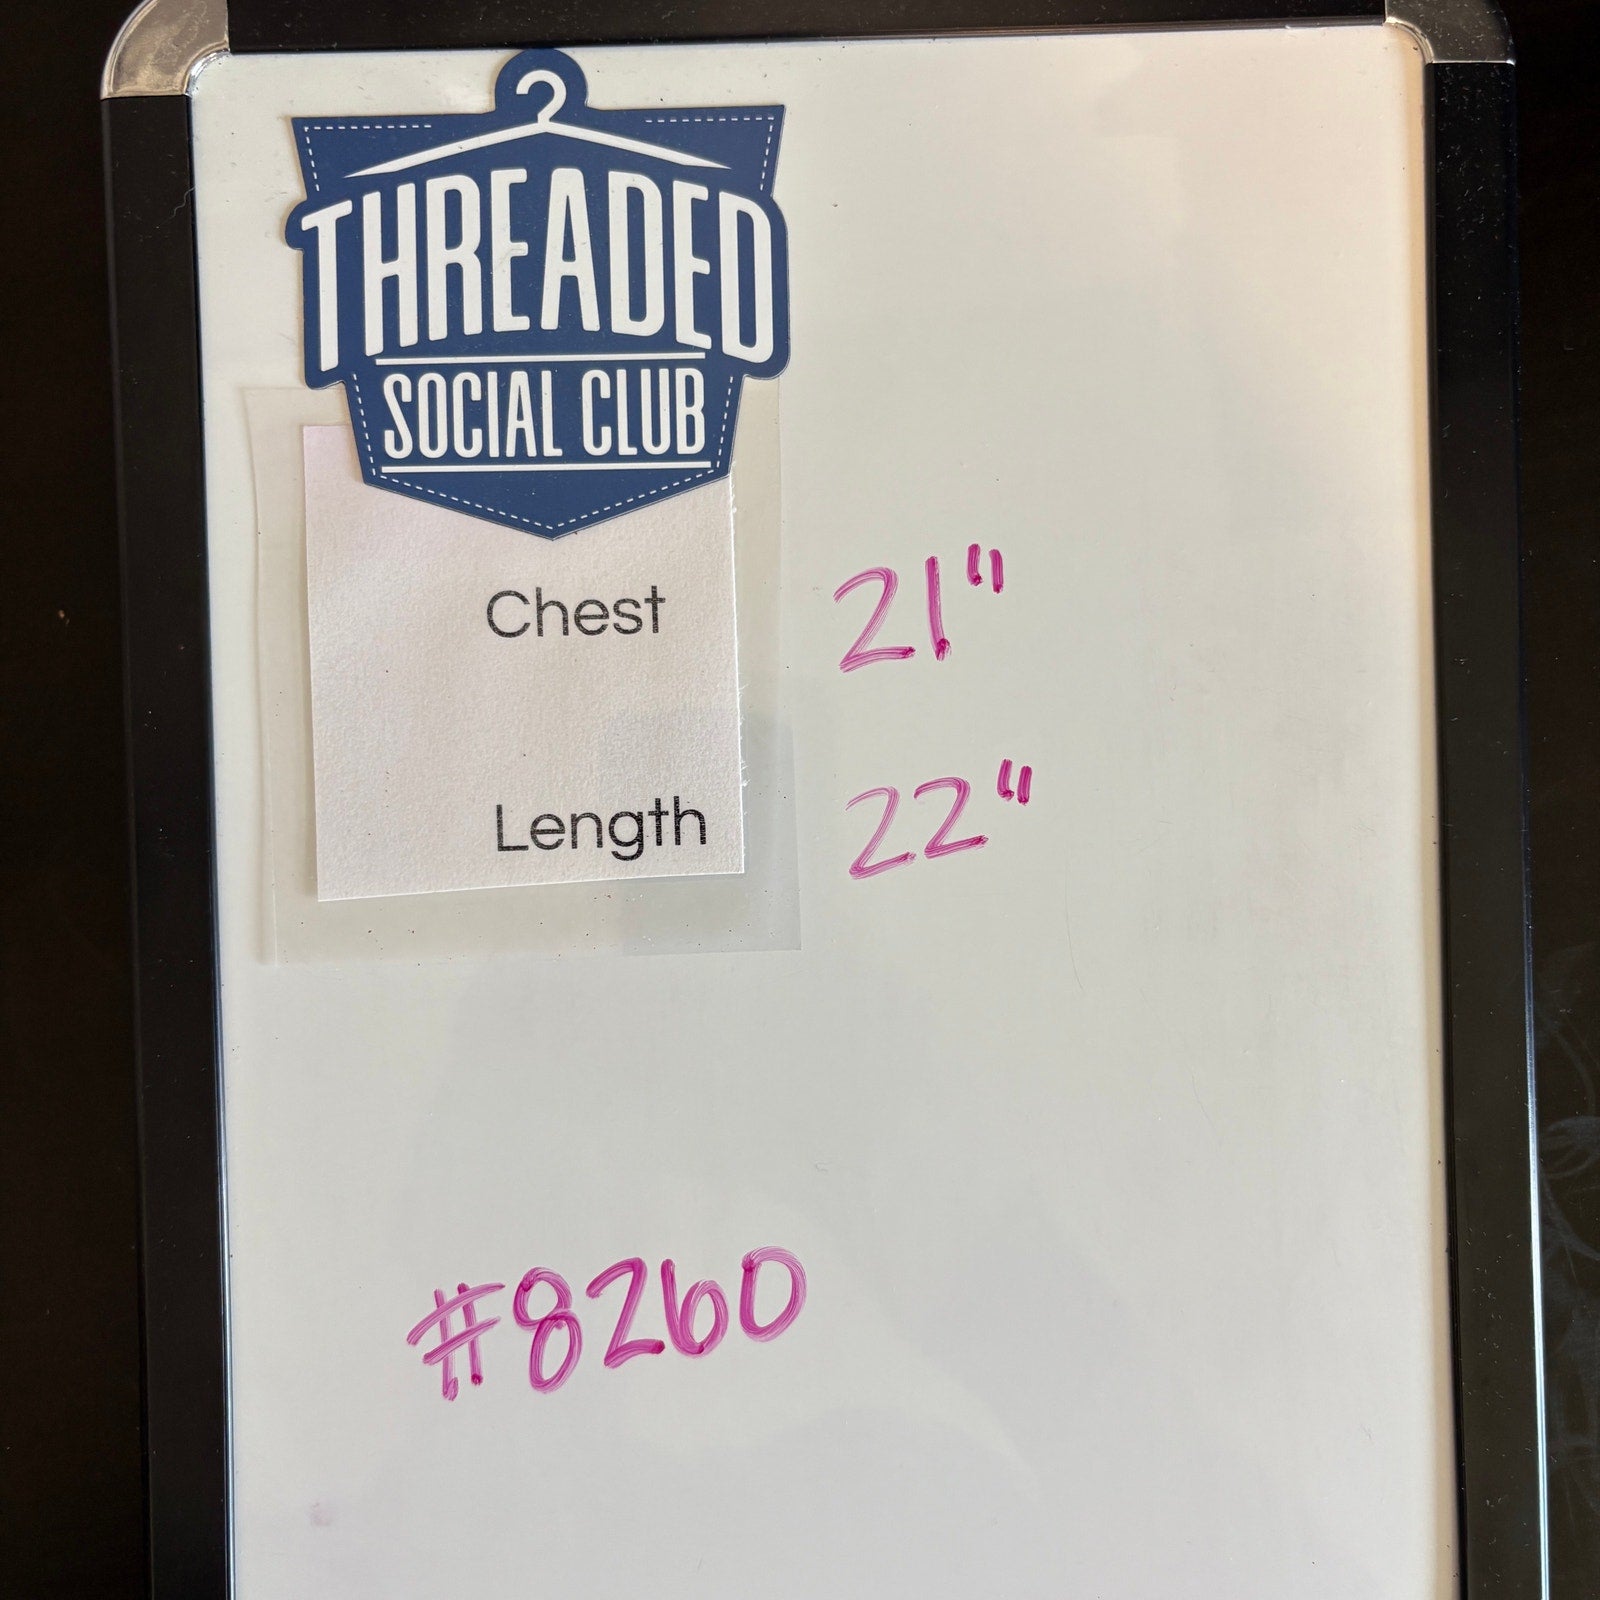 THREADED
SOCIAL CLUB
Chest 21"
Length 22"
#8260